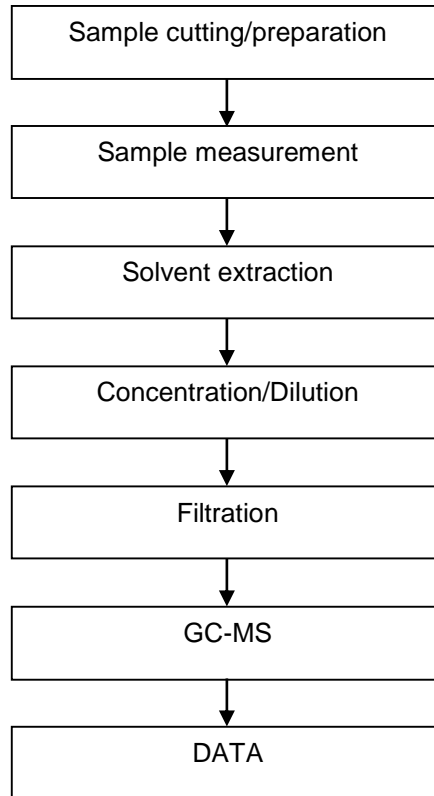 Sample cutting/preparation
Sample measurement
Solvent extraction
Concentration/Dilution
Filtration
GC-MS
DATA